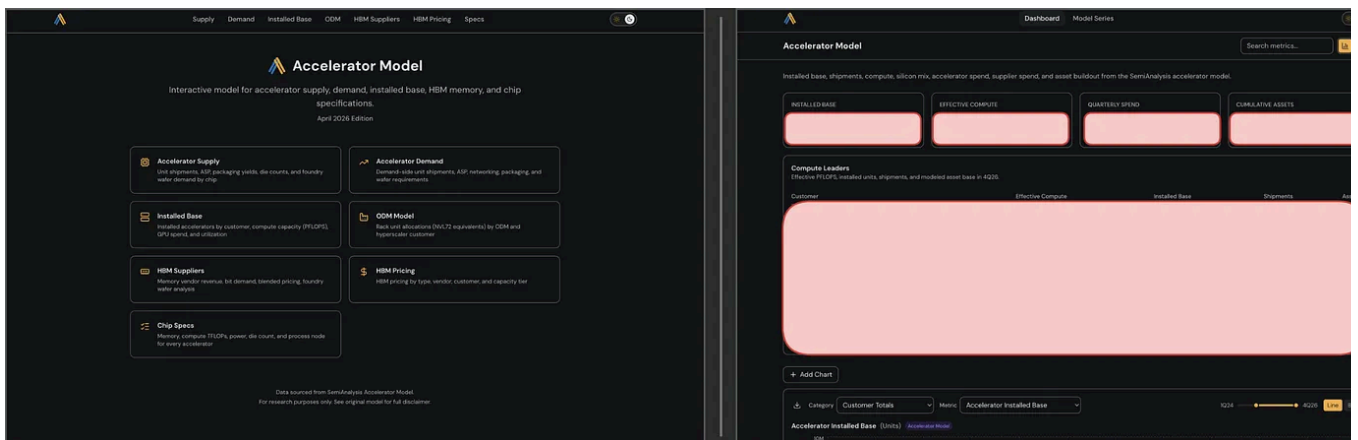 Supply Demand Installed Base ODM HBM Suppliers HBM Pricing Specs
Accelerator Model
Interactive model for accelerator supply, demand, installed base, HBM memory, and chip
specifications.
April 2026 Edition
Accelerator Supply
Unit shipments, ASP, packaging yields, die counts, and foundry
wafer demand by chip
Accelerator Demand
Demand-side unit shipments, ASP, networking, packaging, and
wafer requirements
Installed Base
Installed accelerators by customer, compute capacity (PFLOPS),
GPU spend, and utilization
ODM Model
Rack unit allocations (NVL72 equivalents) by ODM and
hyperscaler customer
HBM Suppliers
Memory vendor revenue, bit demand, blended pricing, foundry
wafer analysis
HBM Pricing
HBM pricing by type, vendor, customer, and capacity tier
Chip Specs
Memory, compute TFLOPs, power, die count, and process node
for every accelerator
Data sourced from SemiAnalysis Accelerator Model.
For research purposes only. See original model for full disclaimer
Dashboard Model Series
Accelerator Model
Search metrics...
Installed base, shipments, compute, silicon mix, accelerator spend, supplier spend, and asset buildout from the SemiAnalysis accelerator model.
INSTALLED BASE EFFECTIVE COMPUTE QUARTERLY SPEND CUMULATIVE ASSETS
Compute Leaders
Effective PFLOPS, installed units, shipments, and modeled asset base in 4Q26.
Customer Effective Compute Installed Base Shipments
+ Add Chart
Category Customer Totals Metric Accelerator Installed Base 1Q24 4Q26 Line
Accelerator Installed Base (Units) Accelerator Model